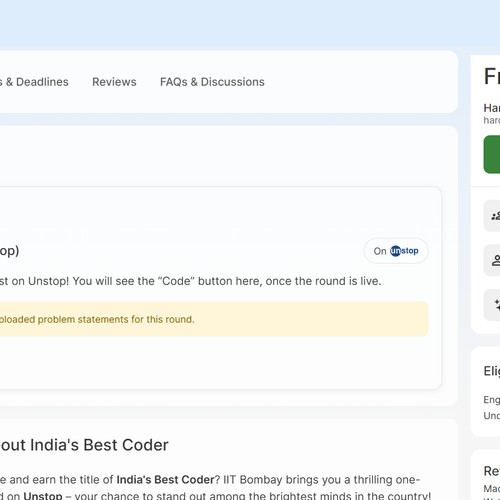 s & Deadlines Reviews FAQs & Discussions
Fr
Har
hard
op)
On unstop
st on Unstop! You will see the “Code” button here, once the round is live.
ploaded problem statements for this round.
Eli
Eng
Und
out India's Best Coder
e and earn the title of India's Best Coder? IIT Bombay brings you a thrilling one-
d on Unstop – your chance to stand out among the brightest minds in the country!
Re
Mad